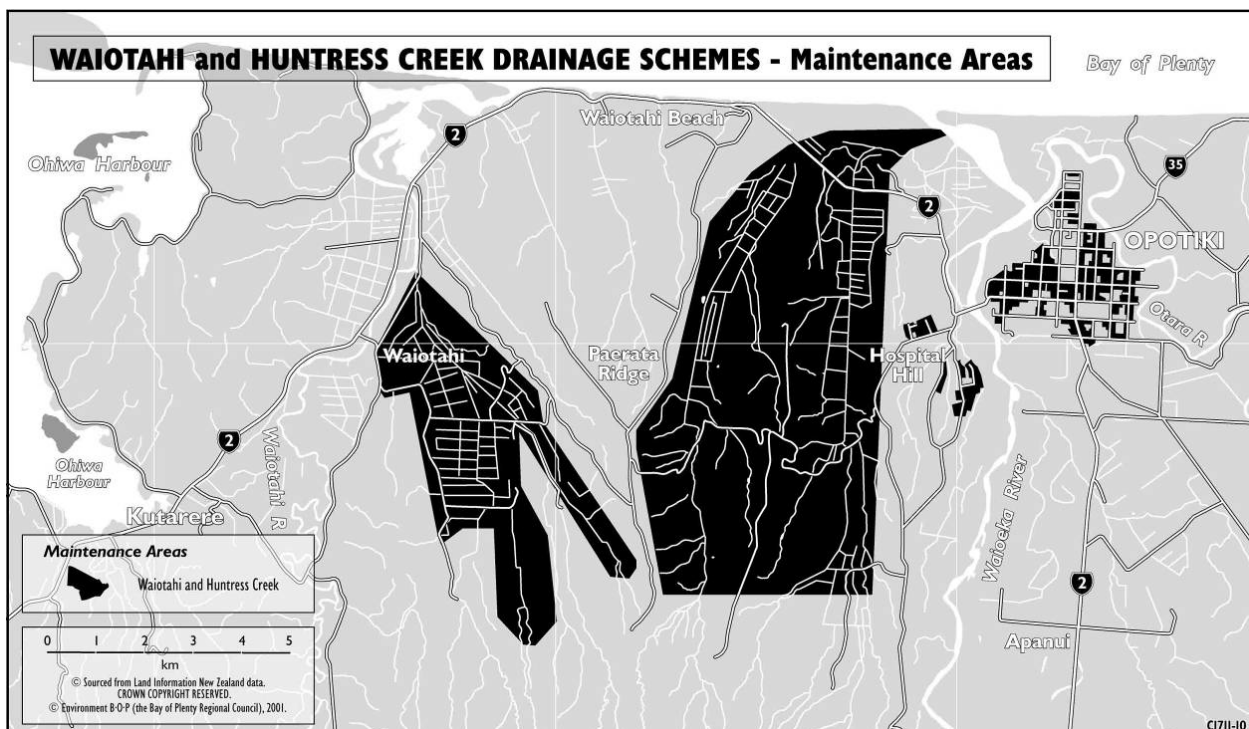 WAIOTAHI and HUNTRESS CREEK DRAINAGE SCHEMES - Maintenance Areas
Bay of Plenty
Waiotahi Beach
2
Ohiwa Harbour
35
2
OPOTIKI
Otara R
Waiotahi
Paerata
Ridge
Hospital
Hill
2
Waiotahi R
Ohiwa
Harbour
Kutarere
Waioeka River
2
Apanui
Maintenance Areas
Waiotahi and Huntress Creek
0 1 2 3 4 5
km
© Sourced from Land Information New Zealand data.
CROWN COPYRIGHT RESERVED.
© Environment B·O·P (the Bay of Plenty Regional Council), 2001.
C1711-10